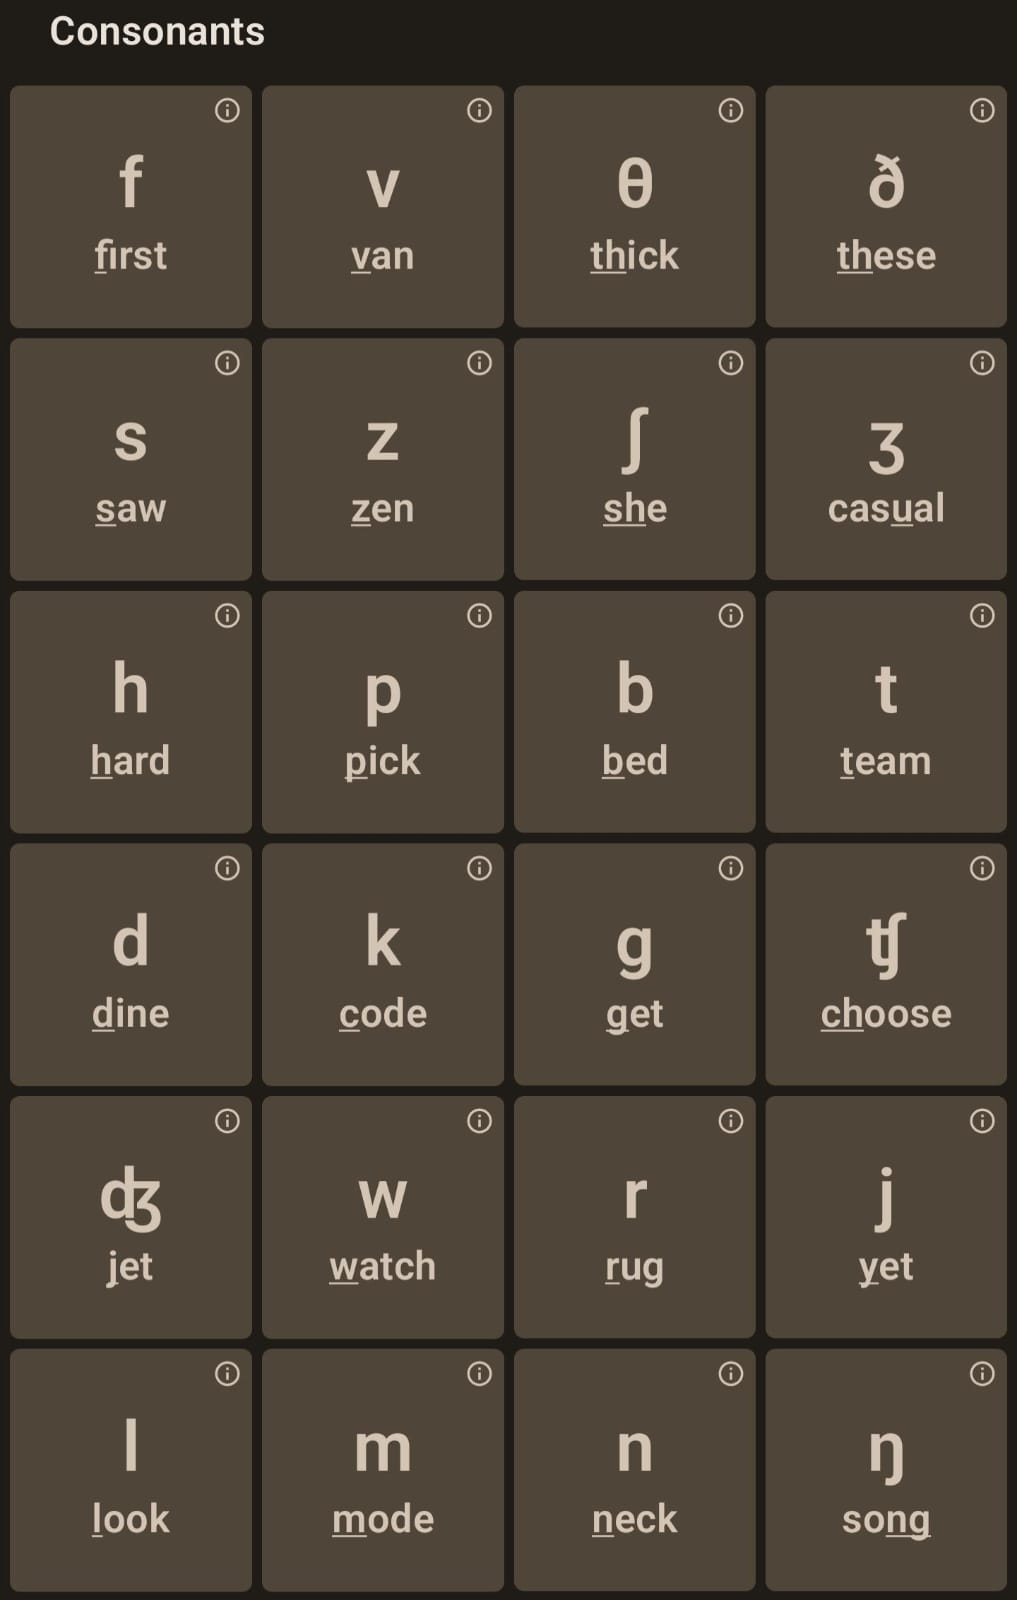 Consonants
f v θ ð
first van thick these
s z ʃ ʒ
saw zen she casual
h p b t
hard pick bed team
d k g ʧ
dine code get choose
ʤ w r j
jet watch rug yet
l m n ŋ
look mode neck song